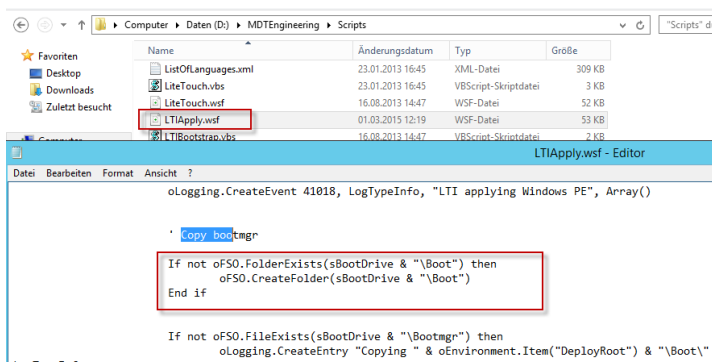 Computer ▸ Daten (D:) ▸ MDTEngineering ▸ Scripts
"Scripts" d
Favoriten
Desktop
Downloads
Zuletzt besucht
Computer
Name Änderungsdatum Typ Größe
ListOfLanguages.xml 23.01.2013 16:45 XML-Datei 309 KB
LiteTouch.vbs 23.01.2013 16:45 VBScript-Skriptdatei 3 KB
LiteTouch.wsf 16.08.2013 14:47 WSF-Datei 52 KB
LTIApply.wsf 01.03.2015 12:19 WSF-Datei 53 KB
LTIBootstrap.vbs 16.08.2013 14:47 VBScript-Skriptdatei 2 KB
LTIApply.wsf - Editor
Datei Bearbeiten Format Ansicht ?
oLogging.CreateEvent 41018, LogTypeInfo, "LTI applying Windows PE", Array()
' Copy bootmgr
If not oFSO.FolderExists(sBootDrive & "\Boot") then
oFSO.CreateFolder(sBootDrive & "\Boot")
End if
If not oFSO.FileExists(sBootDrive & "\Bootmgr") then
oLogging.CreateEntry "Copying " & oEnvironment.Item("DeployRoot") & "\Boot\"